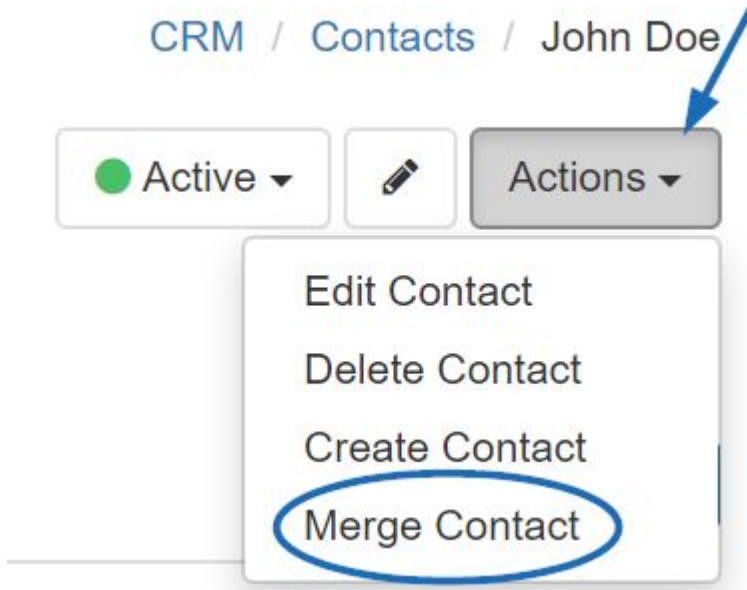 CRM / Contacts / John Doe
Active Actions
Edit Contact
Delete Contact
Create Contact
Merge Contact